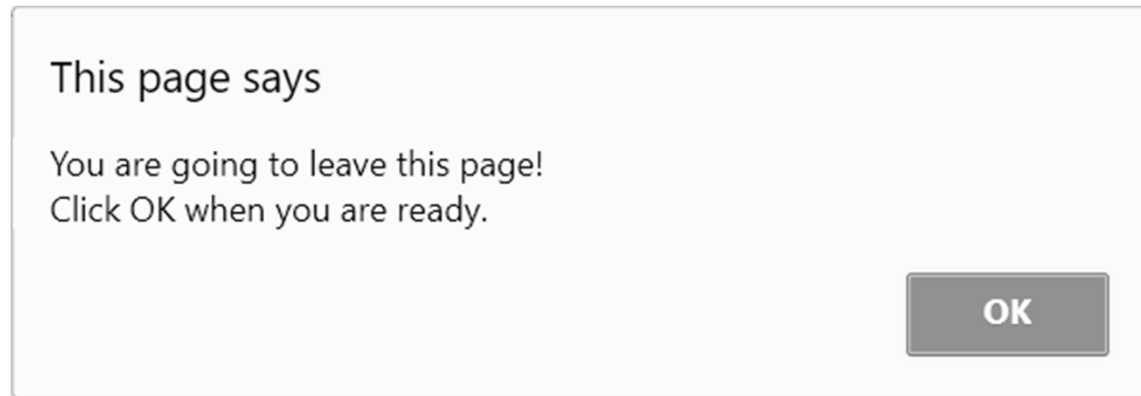 This page says
You are going to leave this page!
Click OK when you are ready.
OK